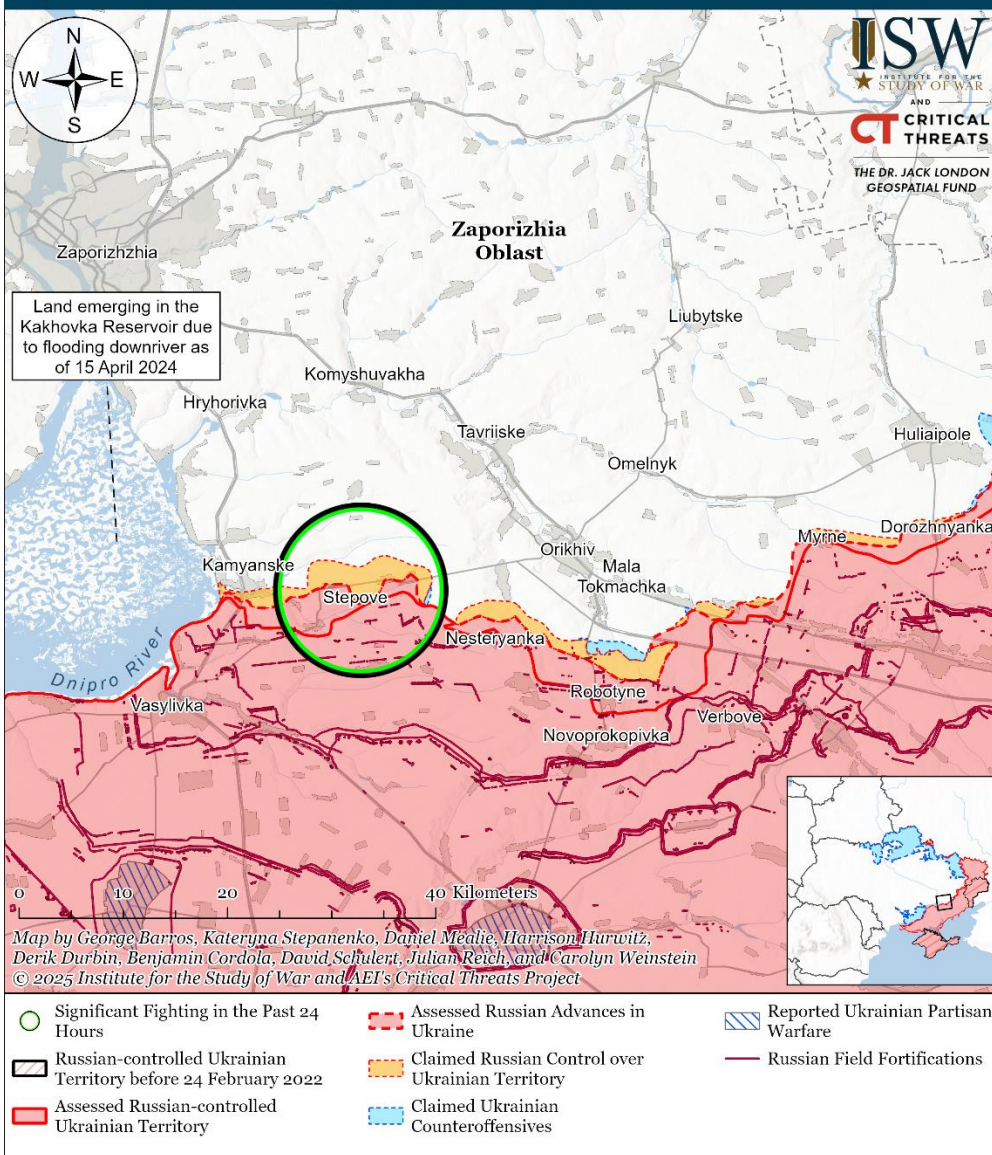 N
W E
S
ISW
INSTITUTE FOR THE
STUDY OF WAR
AND
CT CRITICAL
THREATS
THE DR. JACK LONDON
GEOSPATIAL FUND
Zaporizhia
Oblast
Zaporizhzhia
Land emerging in the
Kakhovka Reservoir due
to flooding downriver as
of 15 April 2024
Liubytske
Komyshuvakha
Hryhorivka
Tavriiske
Huliaipole
Omelnyk
Dorozhnyanka
Myrne
Orikhiv
Kamyanske
Mala
Tokmachka
Stepove
Nesteryanka
Dnipro River
Robotyne
Vasylivka
Verbove
Novoprokopivka
0 10 20 40 Kilometers
Map by George Barros, Kateryna Stepanenko, Daniel Mealie, Harrison Hurwitz,
Derik Durbin, Benjamin Cordola, David Schulert, Julian Reich, and Carolyn Weinstein
© 2025 Institute for the Study of War and AEI's Critical Threats Project
Significant Fighting in the Past 24
Hours
Russian-controlled Ukrainian
Territory before 24 February 2022
Assessed Russian-controlled
Ukrainian Territory
Assessed Russian Advances in
Ukraine
Claimed Russian Control over
Ukrainian Territory
Claimed Ukrainian
Counteroffensives
Reported Ukrainian Partisan
Warfare
Russian Field Fortifications